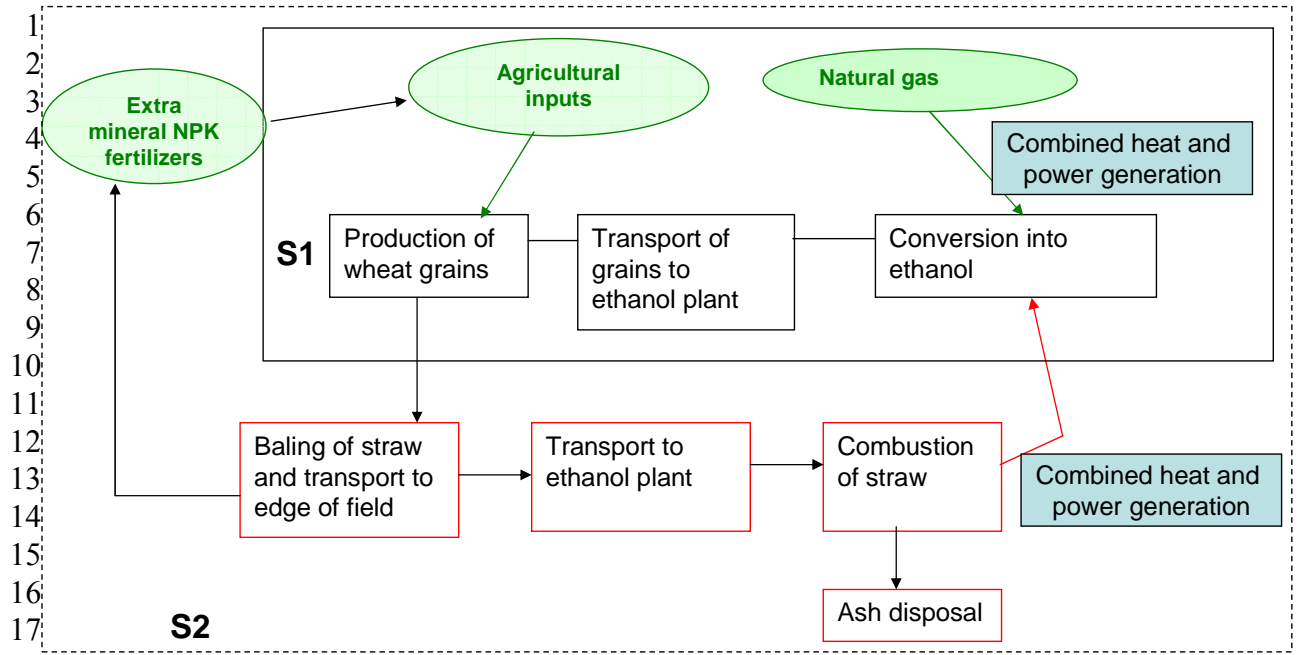 1
2
3
4
5
6
7
8
9
10
11
12
13
14
15
16
17
Extra
mineral NPK
fertilizers
Agricultural
inputs
Natural gas
Combined heat and
power generation
S1
Production of
wheat grains
Transport of
grains to
ethanol plant
Conversion into
ethanol
Baling of straw
and transport to
edge of field
Transport to
ethanol plant
Combustion
of straw
Combined heat and
power generation
Ash disposal
S2